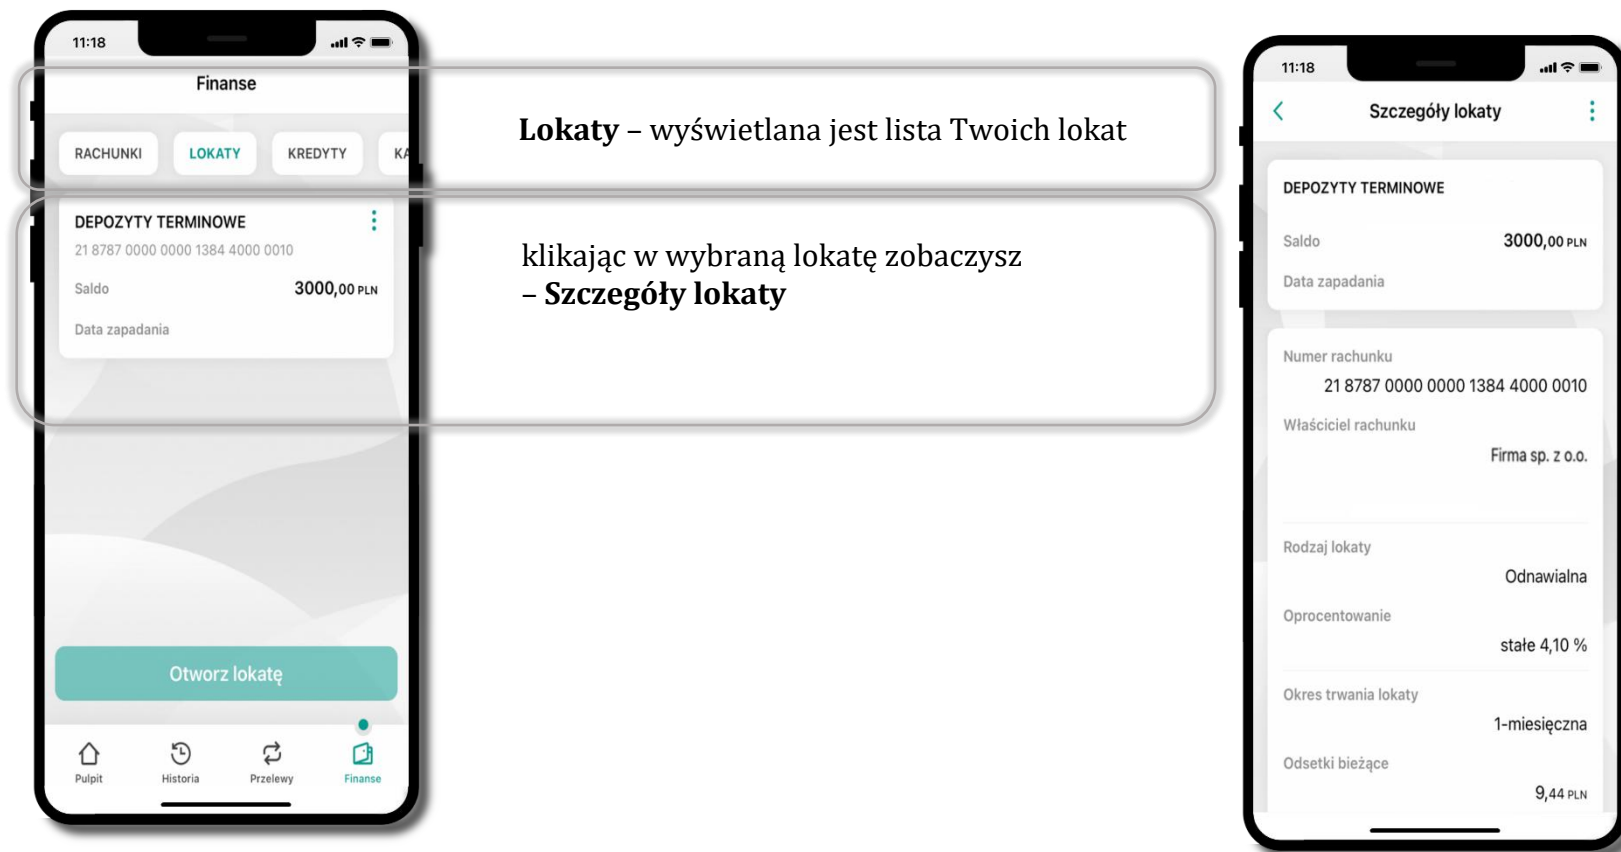 11:18
Finanse
RACHUNKI LOKATY KREDYTY KA
DEPOZYTY TERMINOWE
21 8787 0000 0000 1384 4000 0010
Saldo 3000,00 PLN
Data zapadania
Otworz lokatę
Pulpit Historia Przelewy Finanse
Lokaty – wyświetlana jest lista Twoich lokat
klikając w wybraną lokatę zobaczysz
– Szczegóły lokaty
11:18
Szczegóły lokaty
DEPOZYTY TERMINOWE
Saldo 3000,00 PLN
Data zapadania
Numer rachunku
21 8787 0000 0000 1384 4000 0010
Właściciel rachunku
Firma sp. z o.o.
Rodzaj lokaty
Odnawialna
Oprocentowanie
stałe 4,10 %
Okres trwania lokaty
1-miesięczna
Odsetki bieżące
9,44 PLN